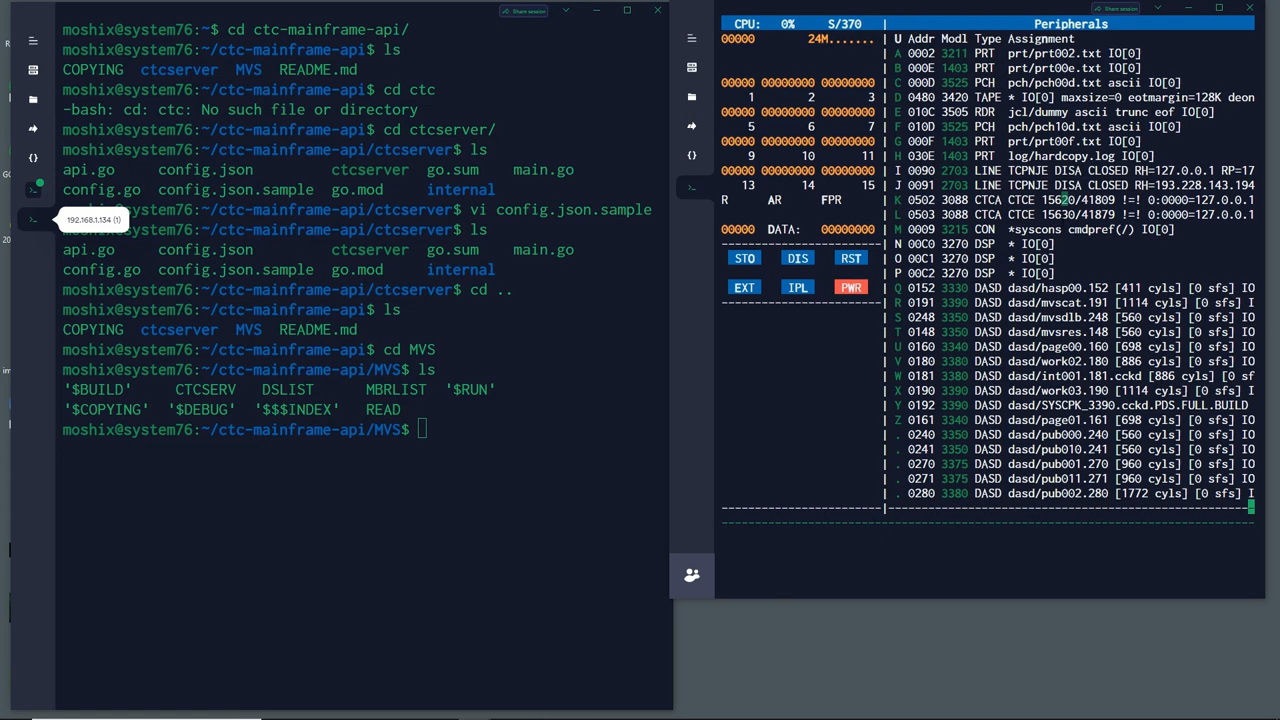 Share session
moshix@system76:~$ cd ctc-mainframe-api/
moshix@system76:~/ctc-mainframe-api$ ls
COPYING  ctcserver  MVS  README.md
moshix@system76:~/ctc-mainframe-api$ cd ctc
-bash: cd: ctc: No such file or directory
moshix@system76:~/ctc-mainframe-api$ cd ctcserver/
moshix@system76:~/ctc-mainframe-api/ctcserver$ ls
api.go     config.json         ctcserver  go.sum    main.go
config.go  config.json.sample  go.mod     internal
moshix@system76:~/ctc-mainframe-api/ctcserver$ vi config.json.sample
moshix@system76:~/ctc-mainframe-api/ctcserver$ ls
api.go     config.json         ctcserver  go.sum    main.go
config.go  config.json.sample  go.mod     internal
moshix@system76:~/ctc-mainframe-api/ctcserver$ cd ..
moshix@system76:~/ctc-mainframe-api$ ls
COPYING  ctcserver  MVS  README.md
moshix@system76:~/ctc-mainframe-api$ cd MVS
moshix@system76:~/ctc-mainframe-api/MVS$ ls
'$BUILD'    CTCSERV   DSLIST     MBRLIST  '$RUN'
'$COPYING'  '$DEBUG'  '$$$INDEX'  READ
moshix@system76:~/ctc-mainframe-api/MVS$
192.168.1.134 (1)
Share session
CPU: 0% S/370 | Peripherals
00000 24M....... | U Addr Modl Type Assignment
A 0002 3211 PRT prt/prt002.txt IO[0]
B 000E 1403 PRT prt/prt00e.txt IO[0]
00000 00000000 00000000 | C 000D 3525 PCH pch/pch00d.txt ascii IO[0]
1 2 3 | D 0480 3420 TAPE * IO[0] maxsize=0 eotmargin=128K deon
00000 00000000 00000000 | E 010C 3505 RDR jcl/dummy ascii trunc eof IO[0]
5 6 7 | F 010D 3525 PCH pch/pch10d.txt ascii IO[0]
00000 00000000 00000000 | G 000F 1403 PRT prt/prt00f.txt IO[0]
9 10 11 | H 030E 1403 PRT log/hardcopy.log IO[0]
00000 00000000 00000000 | I 0090 2703 LINE TCPNJE DISA CLOSED RH=127.0.0.1 RP=17
13 14 15 | J 0091 2703 LINE TCPNJE DISA CLOSED RH=193.228.143.194
R AR FPR | K 0502 3088 CTCA CTCE 15620/41809 !=! 0:0000=127.0.0.1
| L 0503 3088 CTCA CTCE 15630/41879 !=! 0:0000=127.0.0.1
00000 DATA: 00000000 | M 0009 3215 CON *syscons cmdpref(/) IO[0]
----------------------| N 00C0 3270 DSP * IO[0]
STO DIS RST | O 00C1 3270 DSP * IO[0]
| P 00C2 3270 DSP * IO[0]
EXT IPL PWR | Q 0152 3330 DASD dasd/hasp00.152 [411 cyls] [0 sfs] IO
----------------------| R 0191 3390 DASD dasd/mvscat.191 [1114 cyls] [0 sfs] I
| S 0248 3350 DASD dasd/mvsdlb.248 [560 cyls] [0 sfs] IO
| T 0148 3350 DASD dasd/mvsres.148 [560 cyls] [0 sfs] IO
| U 0160 3350 DASD dasd/page00.160 [698 cyls] [0 sfs] IO
| V 0180 3380 DASD dasd/work02.180 [886 cyls] [0 sfs] IO
| W 0181 3380 DASD dasd/int001.181.cckd [886 cyls] [0 sf
| X 0190 3390 DASD dasd/work03.190 [1114 cyls] [0 sfs] I
| Y 0192 3390 DASD dasd/SYSCPK_3390.cckd.PDS.FULL.BUILD
| Z 0161 3340 DASD dasd/page01.161 [698 cyls] [0 sfs] IO
| . 0240 3350 DASD dasd/pub000.240 [560 cyls] [0 sfs] IO
| . 0241 3350 DASD dasd/pub010.241 [560 cyls] [0 sfs] IO
| . 0270 3375 DASD dasd/pub001.270 [960 cyls] [0 sfs] IO
| . 0271 3375 DASD dasd/pub011.271 [960 cyls] [0 sfs] IO
| . 0280 3380 DASD dasd/pub002.280 [1772 cyls] [0 sfs] I